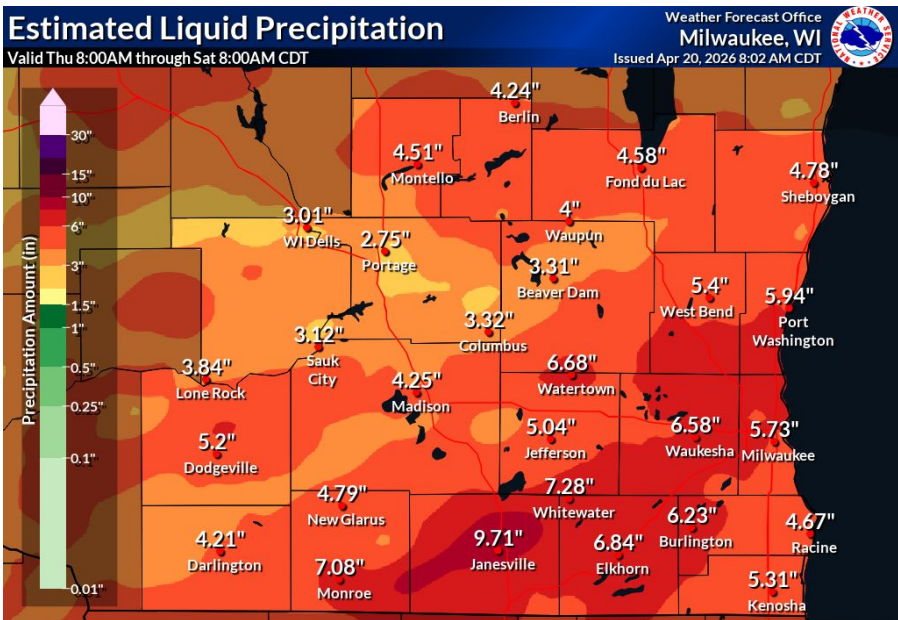 Estimated Liquid Precipitation
Valid Thu 8:00AM through Sat 8:00AM CDT
Weather Forecast Office
Milwaukee, WI
Issued Apr 20, 2026 8:02 AM CDT
NATIONAL WEATHER SERVICE
Precipitation Amount (in)
30"
15"
10"
6"
3"
1.5"
1"
0.5"
0.25"
0.1"
0.01"
4.24"
Berlin
4.51"
Montello
4.58"
Fond du Lac
4.78"
Sheboygan
3.01"
WI Dells
2.75"
Portage
4"
Waupun
3.31"
Beaver Dam
5.4"
West Bend
5.94"
Port
Washington
3.12"
Sauk
City
3.32"
Columbus
3.84"
Lone Rock
4.25"
Madison
6.68"
Watertown
5.2"
Dodgeville
5.04"
Jefferson
6.58"
Waukesha
5.73"
Milwaukee
4.79"
New Glarus
7.28"
Whitewater
4.21"
Darlington
7.08"
Monroe
9.71"
Janesville
6.84"
Elkhorn
6.23"
Burlington
4.67"
Racine
5.31"
Kenosha